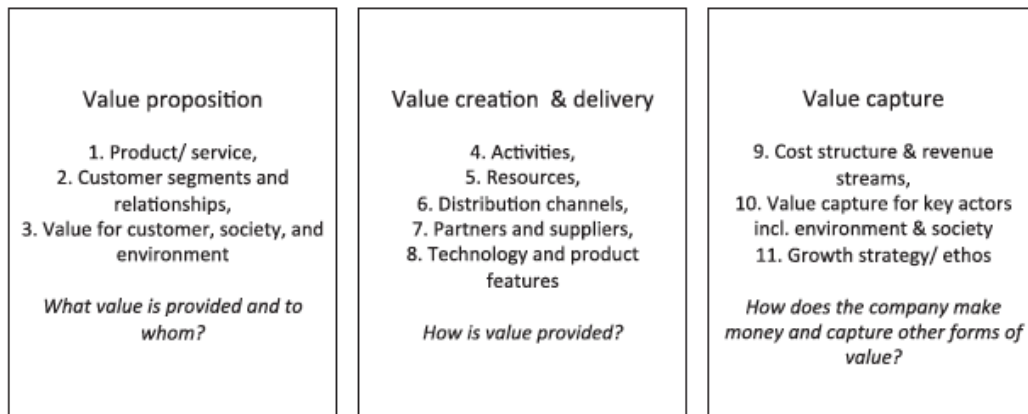 Value proposition
1. Product/ service,
2. Customer segments and
relationships,
3. Value for customer, society, and
environment
What value is provided and to
whom?
Value creation & delivery
4. Activities,
5. Resources,
6. Distribution channels,
7. Partners and suppliers,
8. Technology and product
features
How is value provided?
Value capture
9. Cost structure & revenue
streams,
10. Value capture for key actors
incl. environment & society
11. Growth strategy/ ethos
How does the company make
money and capture other forms of
value?